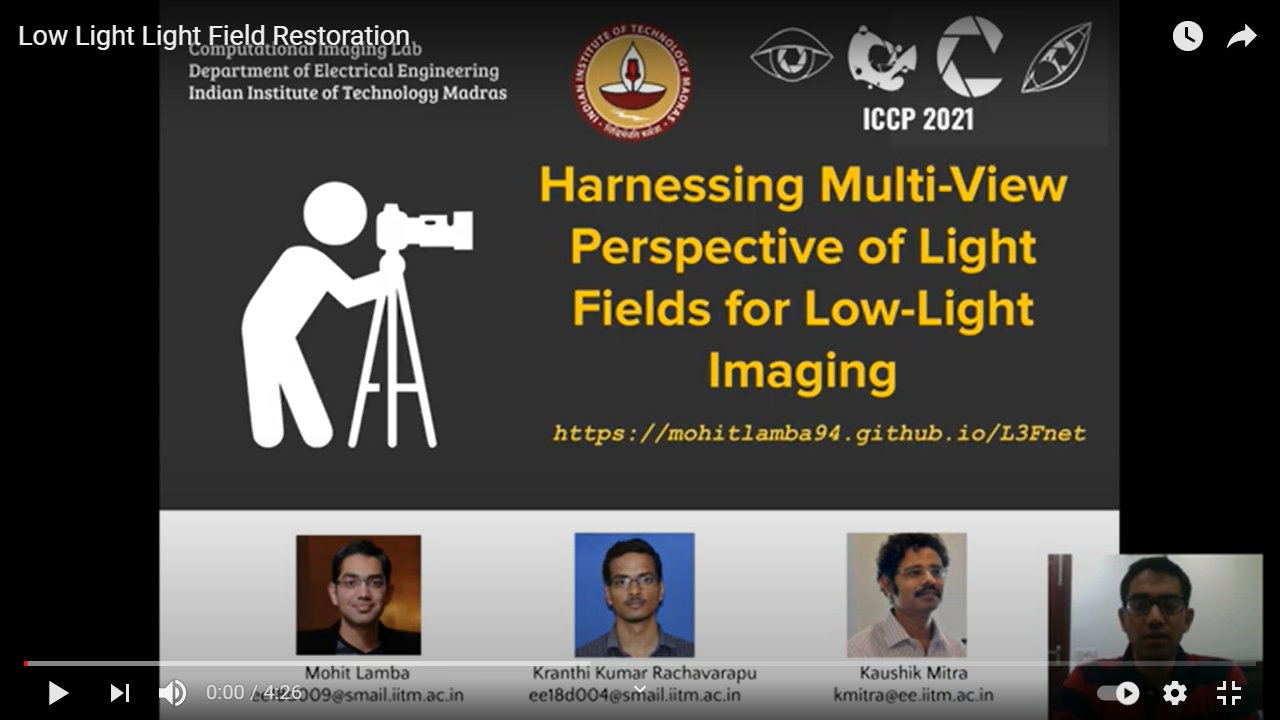 Low Light Light Field Restoration
Computational Imaging Lab
Department of Electrical Engineering
Indian Institute of Technology Madras
INDIAN INSTITUTE OF TECHNOLOGY MADRAS
ICCP 2021
Harnessing Multi-View
Perspective of Light
Fields for Low-Light
Imaging
https://mohitlamba94.github.io/L3Fnet
Mohit Lamba
Kranthi Kumar Rachavarapu
Kaushik Mitra
ee18d009@smail.iitm.ac.in
ee18d004@smail.iitm.ac.in
kmitra@ee.iitm.ac.in
0:00 / 4:26